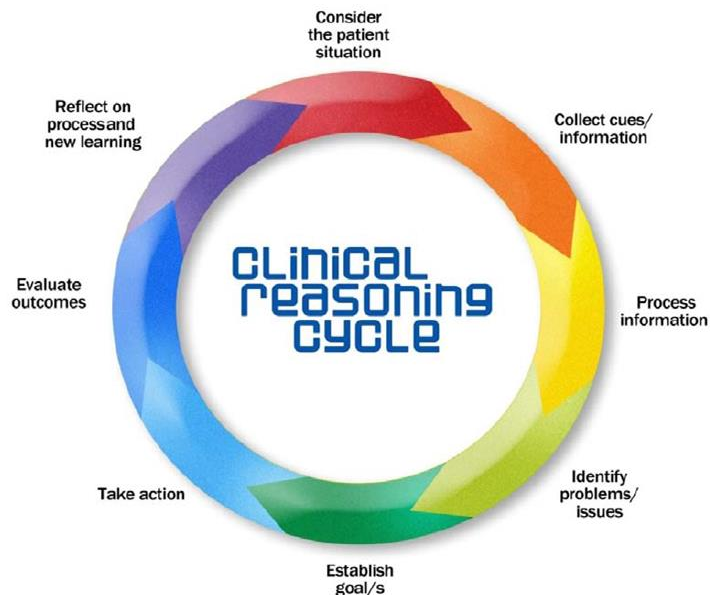 Consider
the patient
situation
Collect cues/
information
Process
information
Identify
problems/
issues
Establish
goal/s
Take action
Evaluate
outcomes
Reflect on
processand
new learning
CLiniCaL
reasoning
CYCLe